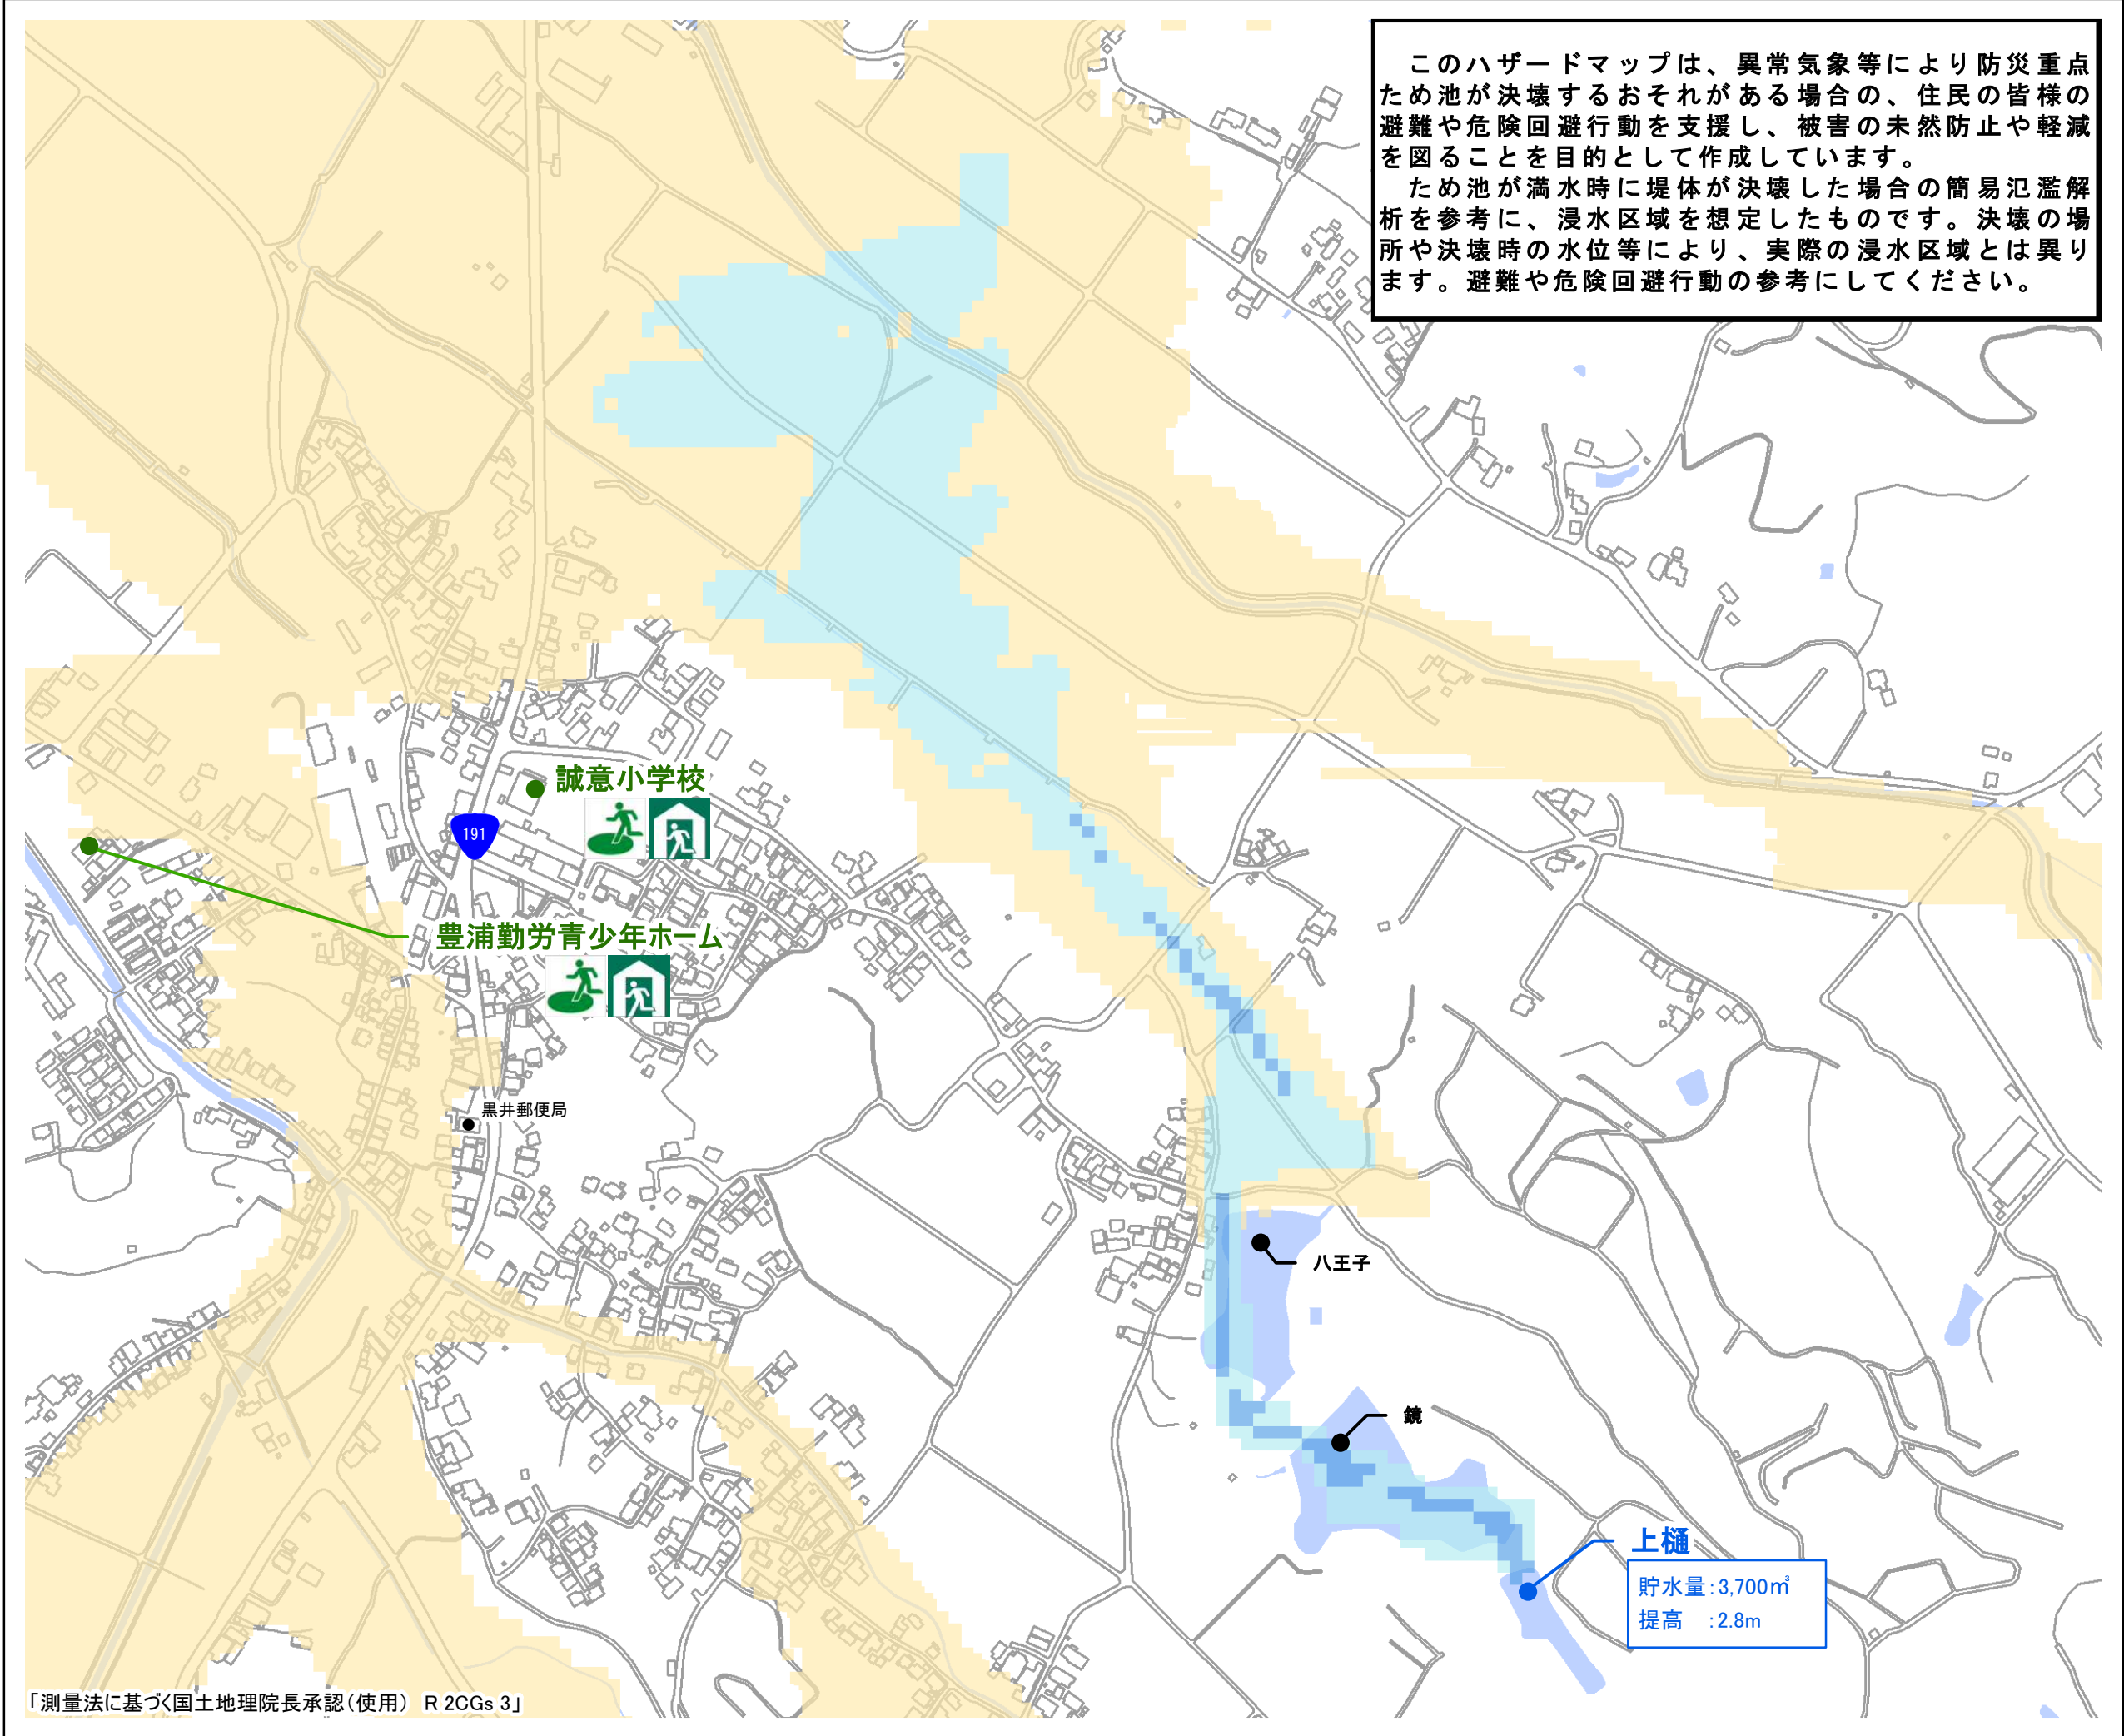 このハザードマップは、異常気象等により防災重点
ため池が決壊するおそれがある場合の、住民の皆様の
避難や危険回避行動を支援し、被害の未然防止や軽減
を図ることを目的として作成しています。
ため池が満水時に堤体が決壊した場合の簡易氾濫解
析を参考に、浸水区域を想定したものです。決壊の場
所や決壊時の水位等により、実際の浸水区域とは異り
ます。避難や危険回避行動の参考にしてください。
誠意小学校
191
豊浦勤労青少年ホーム
黒井郵便局
八王子
鏡
上樋
貯水量:3,700㎥
提高 :2.8m
「測量法に基づく国土地理院長承認(使用) R 2CGs 3」